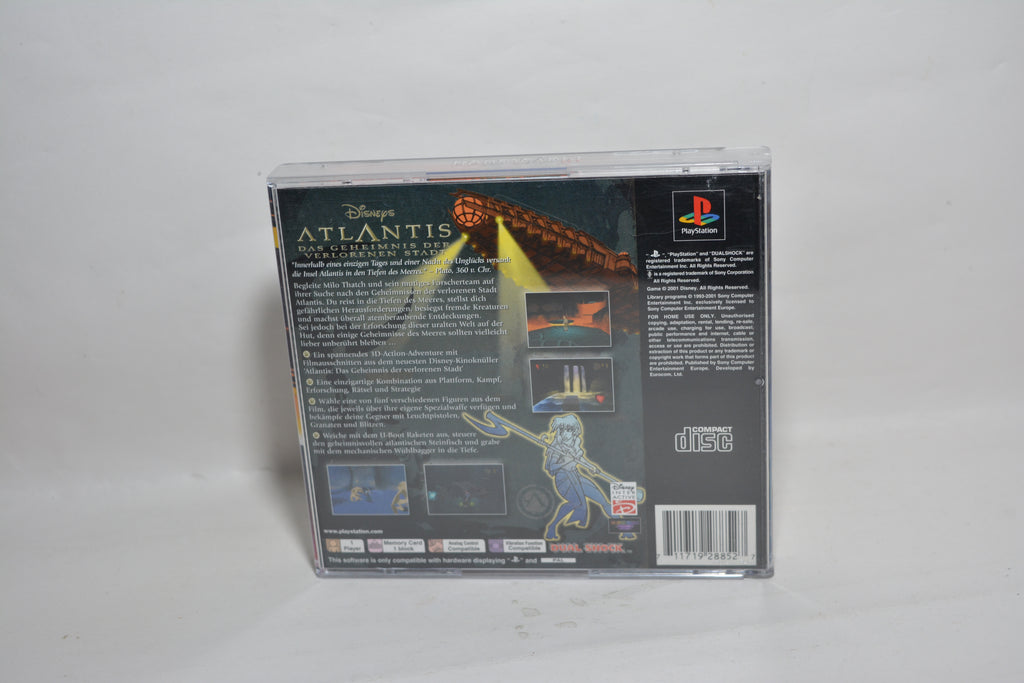 Disney's
ATLANTIS
DAS GEHEIMNIS DER
VERLORENEN STADT
"Innerhalb eines einzigen Tages und einer Nacht des Unglücks versank
die Insel Atlantis in den Tiefen des Meeres." – Plato, 360 v. Chr.
Begleite Milo Thatch und sein mutiges Forscherteam auf
ihrer Suche nach den Geheimnissen der versunkenen Stadt
Atlantis. Du reist in die Tiefen des Meeres, stellst dich
gefährlichen Herausforderungen, besiegst fremde Kreaturen
und machst überall atemberaubende Entdeckungen.
Sei jedoch bei der Erforschung dieser uralten Welt auf der
Hut, denn einige Geheimnisse des Meeres sollten vielleicht
lieber unberührt bleiben ...
Ein spannendes 3D-Action-Adventure mit
Filmausschnitten aus dem neuesten Disney-Kinoknüller
'Atlantis: Das Geheimnis der verlorenen Stadt'
Eine einzigartige Kombination aus Plattform, Kampf,
Erforschung, Rätsel und Strategie
Wähle eine von fünf verschiedenen Figuren aus dem
Film, die jeweils über ihre eigene Spezialwaffe verfügen und
bekämpfe deine Gegner mit Leuchtpistolen,
Granaten und Blitzen.
Weiche mit dem U-Boot Raketen aus, steuere
den geheimnisvollen atlantischen Steinfisch und grabe
mit dem mechanischen Wühlbagger in die Tiefe.
www.playstation.com
1 Player
Memory Card 1 block
Analog Control Compatible
Vibration Function Compatible
DUAL SHOCK™
This software is only compatible with hardware displaying " " and PAL
Disney
INTER
ACTIVE
PlayStation
" ", "PlayStation" and "DUALSHOCK" are
registered trademarks of Sony Computer
Entertainment Inc. All Rights Reserved.
is a registered trademark of Sony Corporation
All Rights Reserved.
Game © 2001 Disney. All Rights Reserved.
Library programs © 1993-2001 Sony Computer
Entertainment Inc. exclusively licensed to
Sony Computer Entertainment Europe.
FOR HOME USE ONLY. Unauthorised
copying, adaptation, rental, lending, re-sale,
arcade use, charging for use, broadcast,
public performance and internet, cable or
other telecommunications transmission,
access or use are prohibited. Distribution or
extraction of this product or any trademark or
copyright work that forms part of this product
are prohibited. Published by Sony Computer
Entertainment Europe. Developed by
Eurocom. Ltd.
COMPACT
disc
7 11719 28852 7